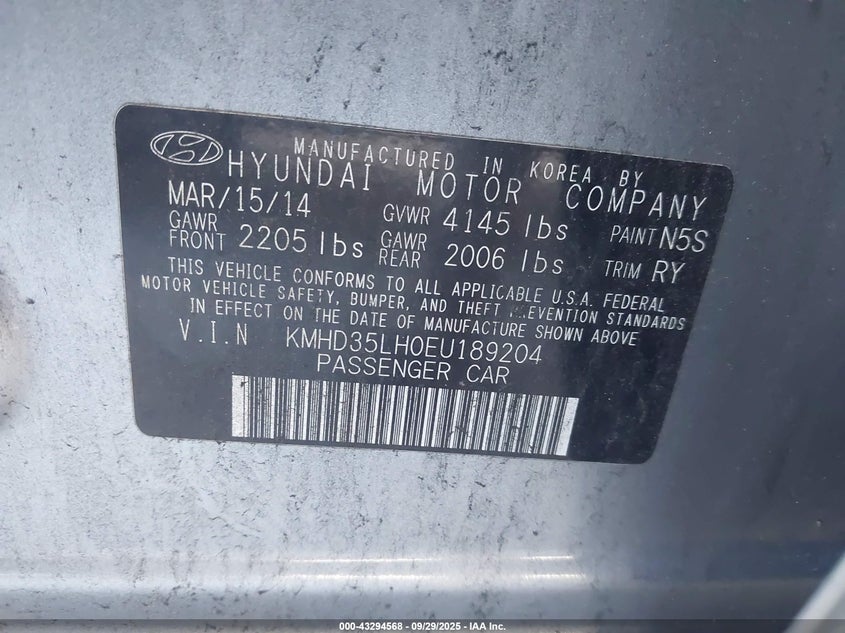 MANUFACTURED IN KOREA BY
HYUNDAI MOTOR COMPANY
MAR/15/14 GVWR 4145 lbs PAINT N5S
GAWR FRONT 2205 lbs GAWR REAR 2006 lbs TRIM RY
THIS VEHICLE CONFORMS TO ALL APPLICABLE U.S.A. FEDERAL
MOTOR VEHICLE SAFETY, BUMPER, AND THEFT PREVENTION STANDARDS
IN EFFECT ON THE DATE OF MANUFACTURE SHOWN ABOVE
V.I.N KMHD35LH0EU189204
PASSENGER CAR
000-43294568 - 09/29/2025 - IAA Inc.